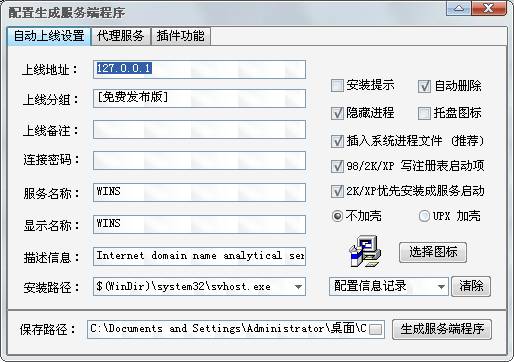 配置生成服务端程序
自动上线设置 代理服务 插件功能
上线地址： 127.0.0.1
安装提示 自动删除
上线分组： [免费发布版]
隐藏进程 托盘图标
上线备注：
插入系统进程文件 (推荐)
连接密码：
98/2K/XP 写注册表启动项
服务名称： WINS
2K/XP优先安装成服务启动
显示名称： WINS
不加壳 UPX 加壳
描述信息： Internet domain name analytical ser
选择图标
安装路径： $(WinDir)\system32\svhost.exe
配置信息记录 清除
保存路径： C:\Documents and Settings\Administrator\桌面\C ... 生成服务端程序